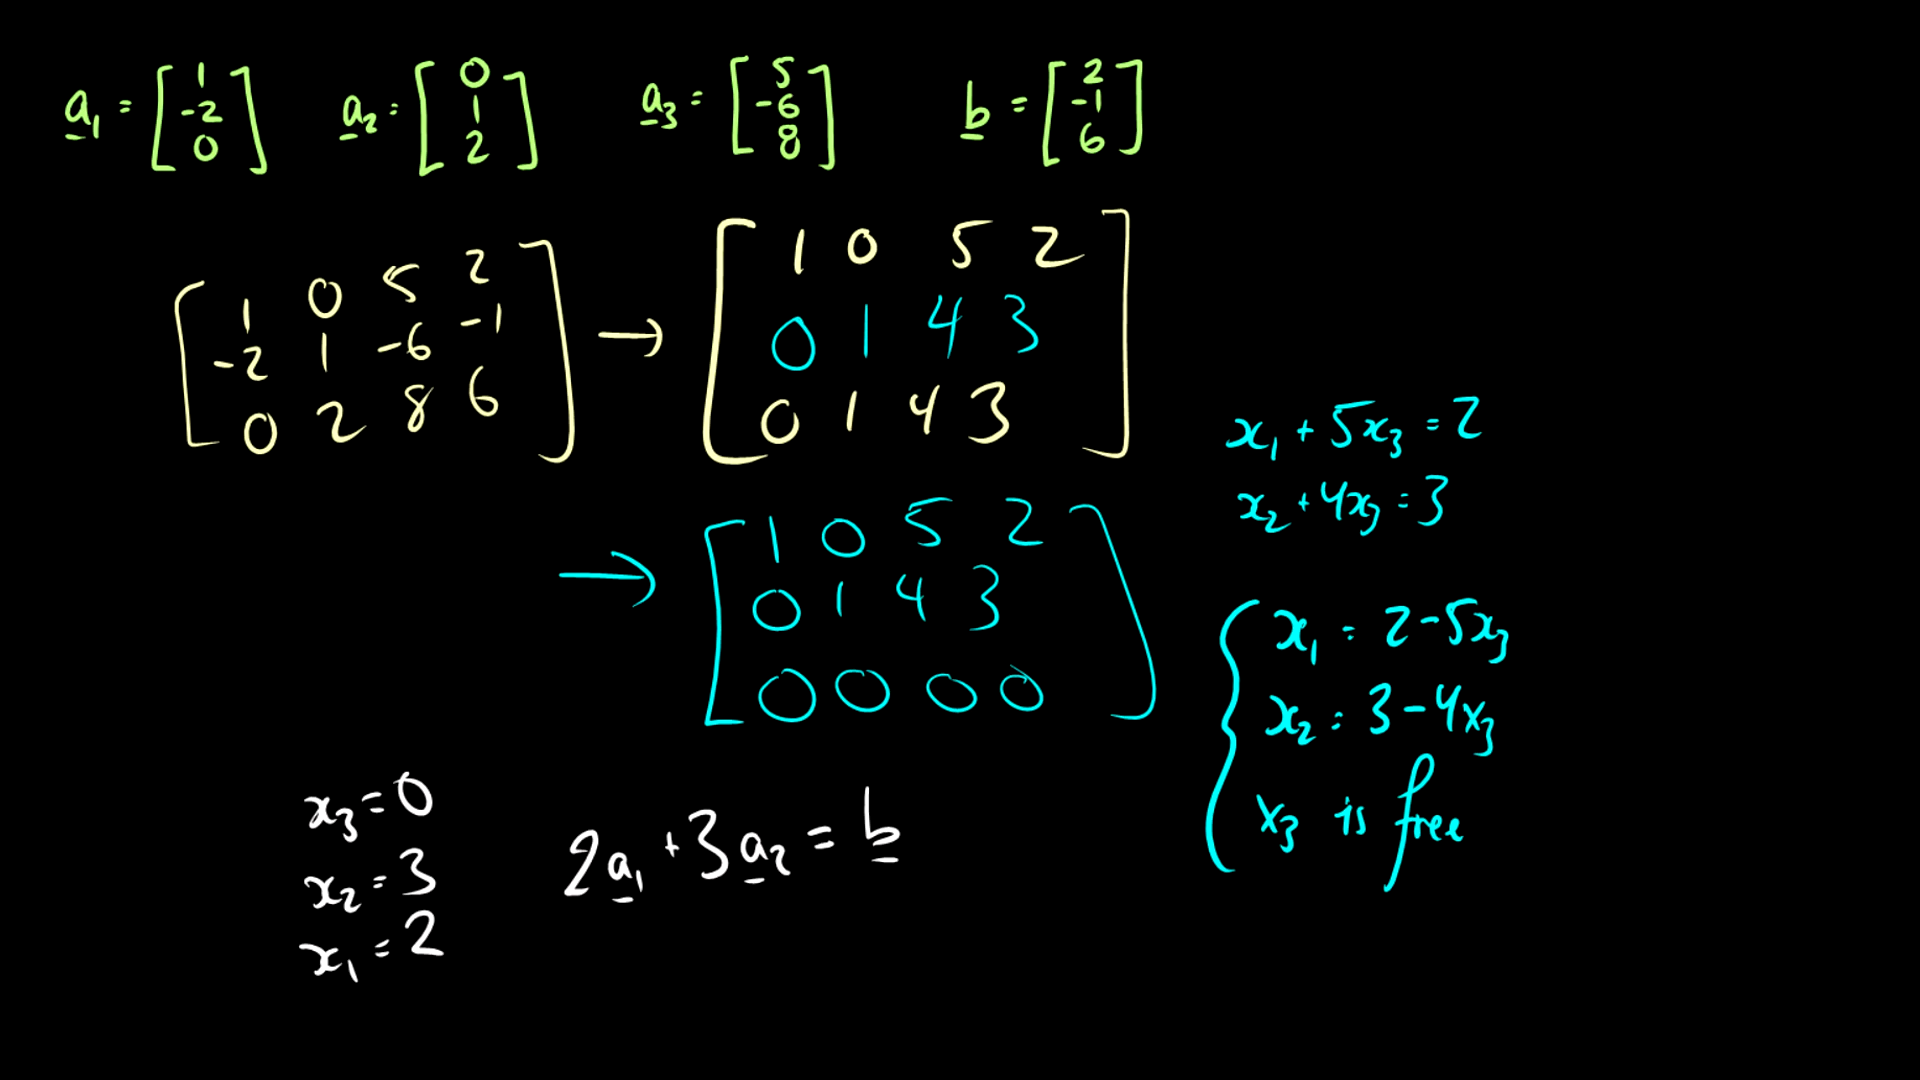 a₁ = [1 -2 0] a₂ = [0 1 2] a₃ = [5 -6 8] b = [2 -1 6]
[1 0 5 2
-2 1 -6 -1
0 2 8 6]
→
[1 0 5 2
0 1 4 3
0 1 4 3]
→
[1 0 5 2
0 1 4 3
0 0 0 0]
x₁ + 5x₃ = 2
x₂ + 4x₃ = 3
{ x₁ = 2 - 5x₃
x₂ = 3 - 4x₃
x₃ is free
x₃ = 0
x₂ = 3
x₁ = 2
2a₁ + 3a₂ = b